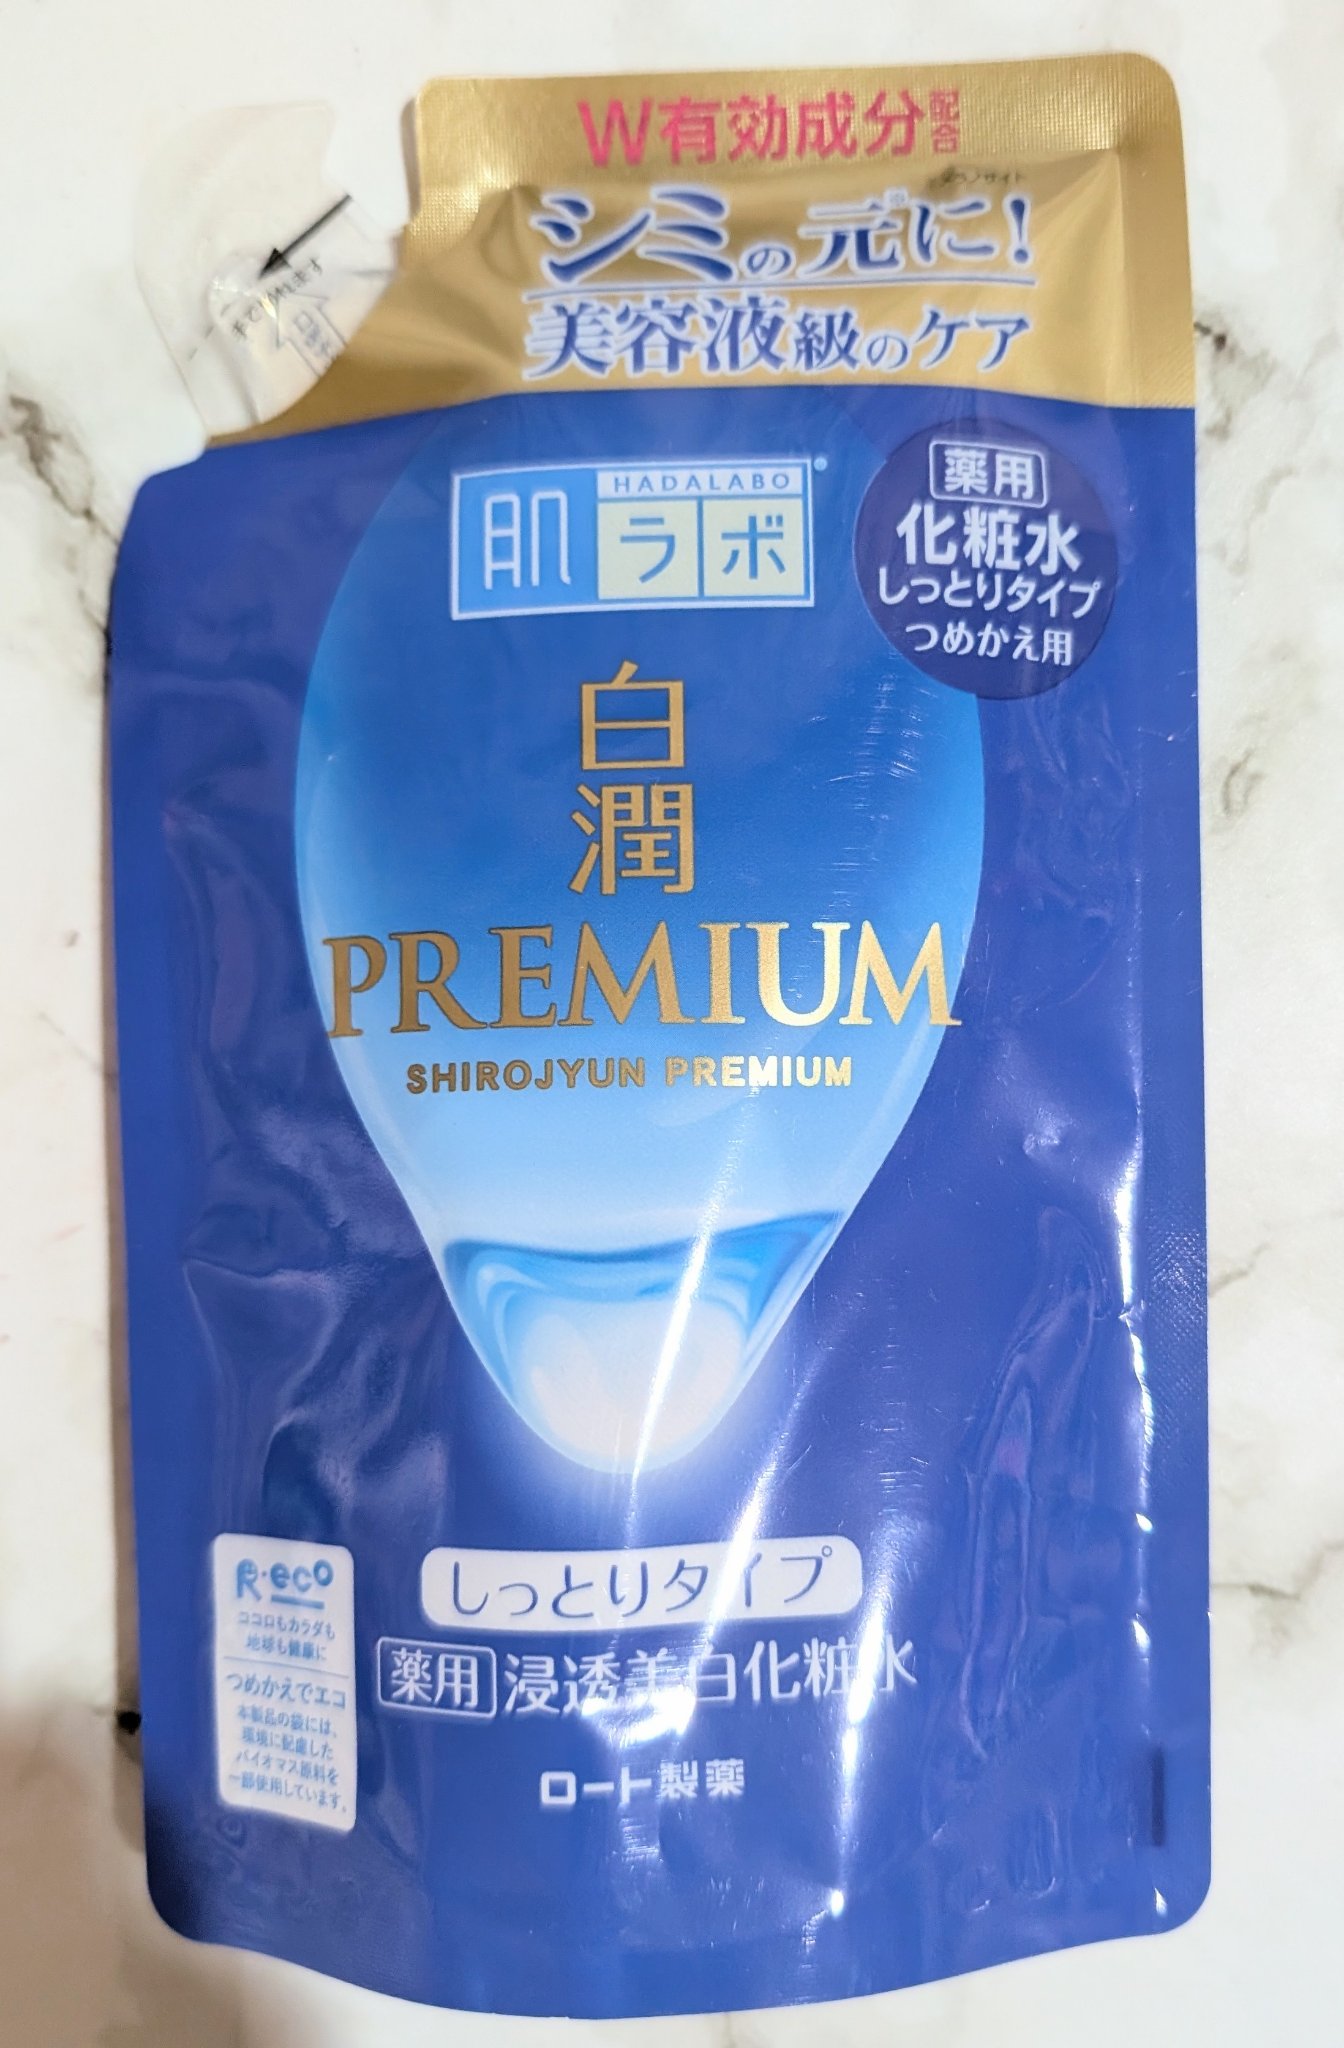 W有効成分配合
シミの元※に!
美容液級のケア
手で切れます
肌ラボ®
HADALABO
薬用
化粧水
しっとりタイプ
つめかえ用
白
潤
PREMIUM
SHIROJYUN PREMIUM
しっとりタイプ
薬用 浸透美白化粧水
ロート製薬
R・eco
ココロもカラダも
地球も健康に
つめかえでエコ
本製品の袋には、
環境に配慮した
バイオマス原料を
一部使用しています。